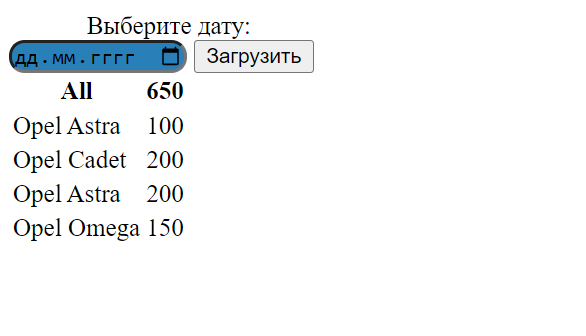 Выберите дату:
дд.мм.гггг Загрузить
All 650
Opel Astra 100
Opel Cadet 200
Opel Astra 200
Opel Omega 150